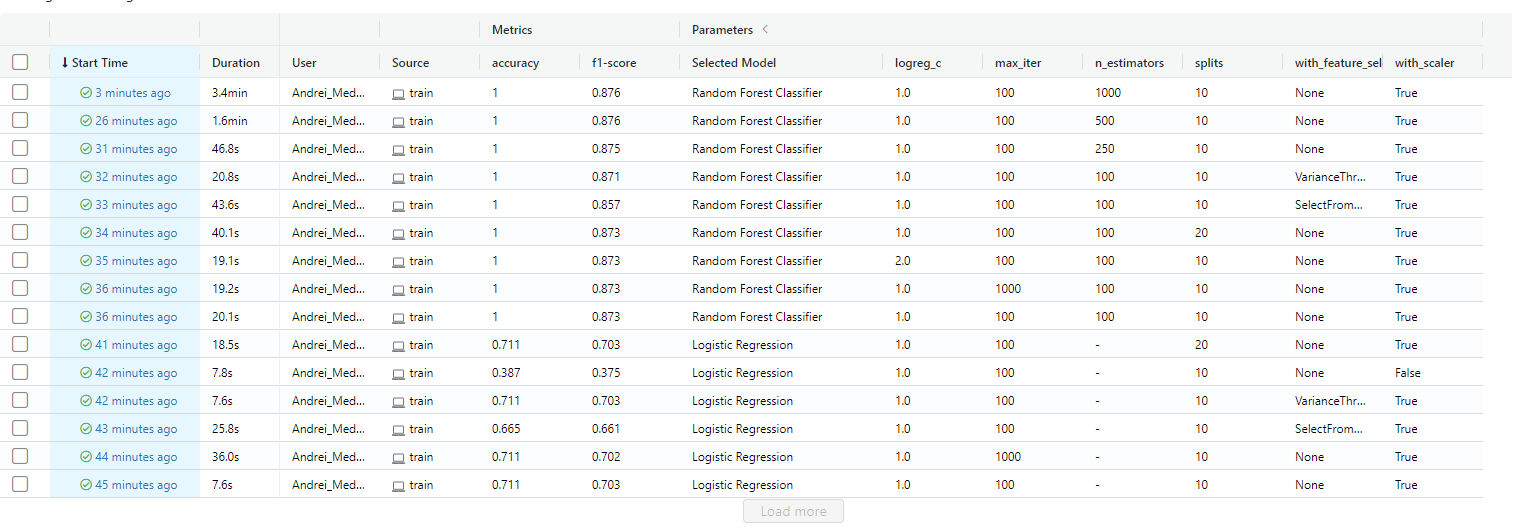 Metrics Parameters
Start Time Duration User Source accuracy f1-score Selected Model logreg_c max_iter n_estimators splits with_feature_sel with_scaler
3 minutes ago 3.4min Andrei_Med... train 1 0.876 Random Forest Classifier 1.0 100 1000 10 None True
26 minutes ago 1.6min Andrei_Med... train 1 0.876 Random Forest Classifier 1.0 100 500 10 None True
31 minutes ago 46.8s Andrei_Med... train 1 0.875 Random Forest Classifier 1.0 100 250 10 None True
32 minutes ago 20.8s Andrei_Med... train 1 0.871 Random Forest Classifier 1.0 100 100 10 VarianceThr... True
33 minutes ago 43.6s Andrei_Med... train 1 0.857 Random Forest Classifier 1.0 100 100 10 SelectFrom... True
34 minutes ago 40.1s Andrei_Med... train 1 0.873 Random Forest Classifier 1.0 100 100 20 None True
35 minutes ago 19.1s Andrei_Med... train 1 0.873 Random Forest Classifier 2.0 100 100 10 None True
36 minutes ago 19.2s Andrei_Med... train 1 0.873 Random Forest Classifier 1.0 1000 100 10 None True
36 minutes ago 20.1s Andrei_Med... train 1 0.873 Random Forest Classifier 1.0 100 100 10 None True
41 minutes ago 18.5s Andrei_Med... train 0.711 0.703 Logistic Regression 1.0 100 - 20 None True
42 minutes ago 7.8s Andrei_Med... train 0.387 0.375 Logistic Regression 1.0 100 - 10 None False
42 minutes ago 7.6s Andrei_Med... train 0.711 0.703 Logistic Regression 1.0 100 - 10 VarianceThr... True
43 minutes ago 25.8s Andrei_Med... train 0.665 0.661 Logistic Regression 1.0 100 - 10 SelectFrom... True
44 minutes ago 36.0s Andrei_Med... train 0.711 0.702 Logistic Regression 1.0 1000 - 10 None True
45 minutes ago 7.6s Andrei_Med... train 0.711 0.703 Logistic Regression 1.0 100 - 10 None True
Load more